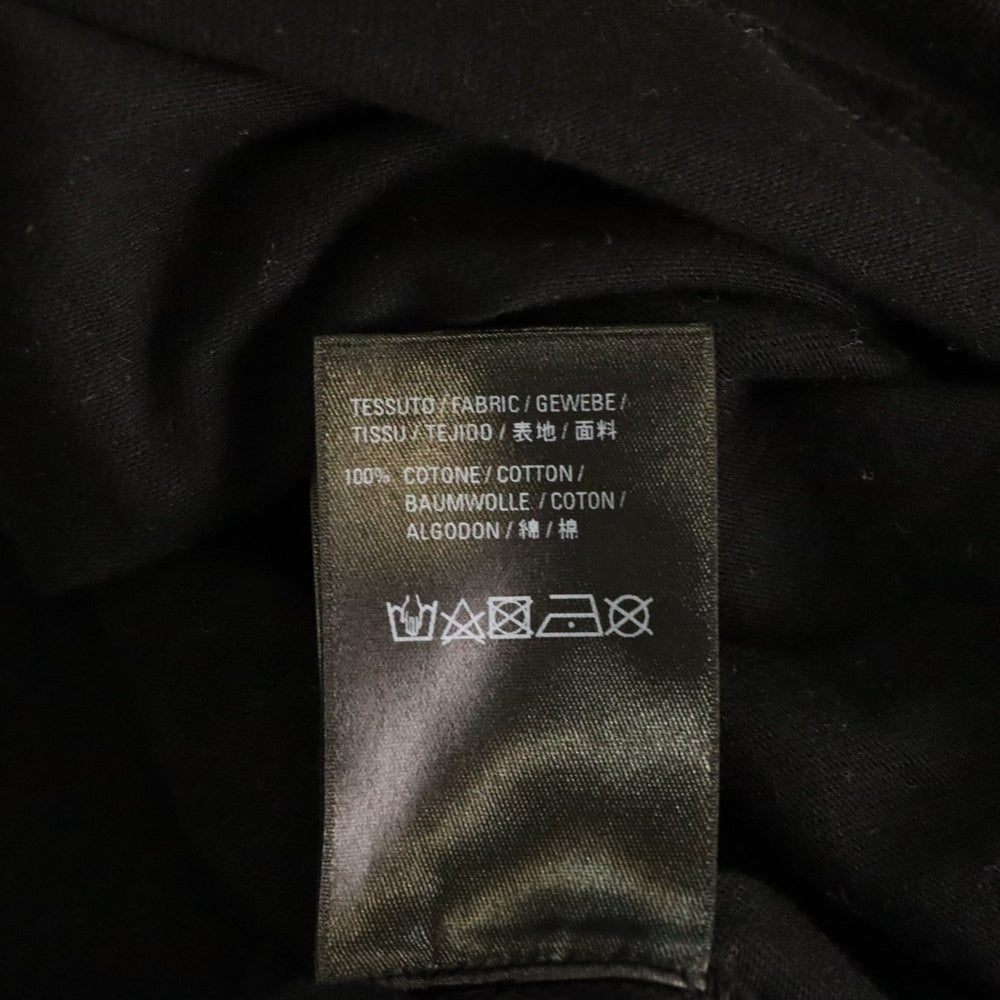 TESSUTO / FABRIC / GEWEBE /
TISSU / TEJIDO / 表地 / 面料
100% COTONE / COTTON /
BAUMWOLLE / COTON /
ALGODON / 綿 / 棉